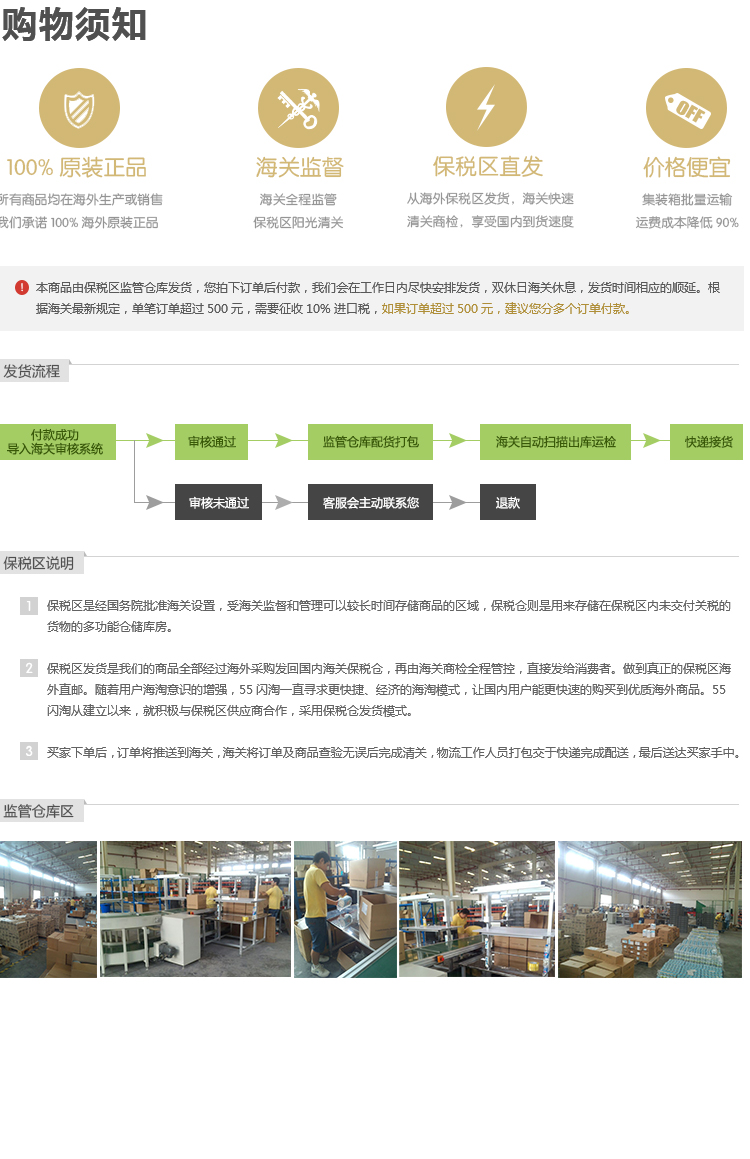 购物须知
100% 原装正品
海关监督
保税区直发
价格便宜
所有商品均在海外生产或销售
我们承诺 100% 海外原装正品
海关全程监管
保税区阳光清关
从海外保税区发货，海关快速
清关商检，享受国内到货速度
集装箱批量运输
运费成本降低 90%
OFF
! 本商品由保税区监管仓库发货，您拍下订单后付款，我们会在工作日内尽快安排发货，双休日海关休息，发货时间相应的顺延。根
据海关最新规定，单笔订单超过 500 元，需要征收 10% 进口税，如果订单超过 500 元，建议您分多个订单付款。
发货流程
付款成功
导入海关审核系统
审核通过
监管仓库配货打包
海关自动扫描出库运检
快递接货
审核未通过
客服会主动联系您
退款
保税区说明
1 保税区是经国务院批准海关设置，受海关监督和管理可以较长时间存储商品的区域，保税仓则是用来存储在保税区内未交付关税的
货物的多功能仓储库房。
2 保税区发货是我们的商品全部经过海外采购发回国内海关保税仓，再由海关商检全程管控，直接发给消费者。做到真正的保税区海
外直邮。随着用户海淘意识的增强，55 闪淘一直寻求更快捷、经济的海淘模式，让国内用户能更快速的购买到优质海外商品。55
闪淘从建立以来，就积极与保税区供应商合作，采用保税仓发货模式。
3 买家下单后，订单将推送到海关，海关将订单及商品查验无误后完成清关，物流工作人员打包交于快递完成配送，最后送达买家手中。
监管仓库区